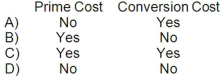 Prime Cost Conversion Cost
A) No Yes
B) Yes No
C) Yes Yes
D) No No